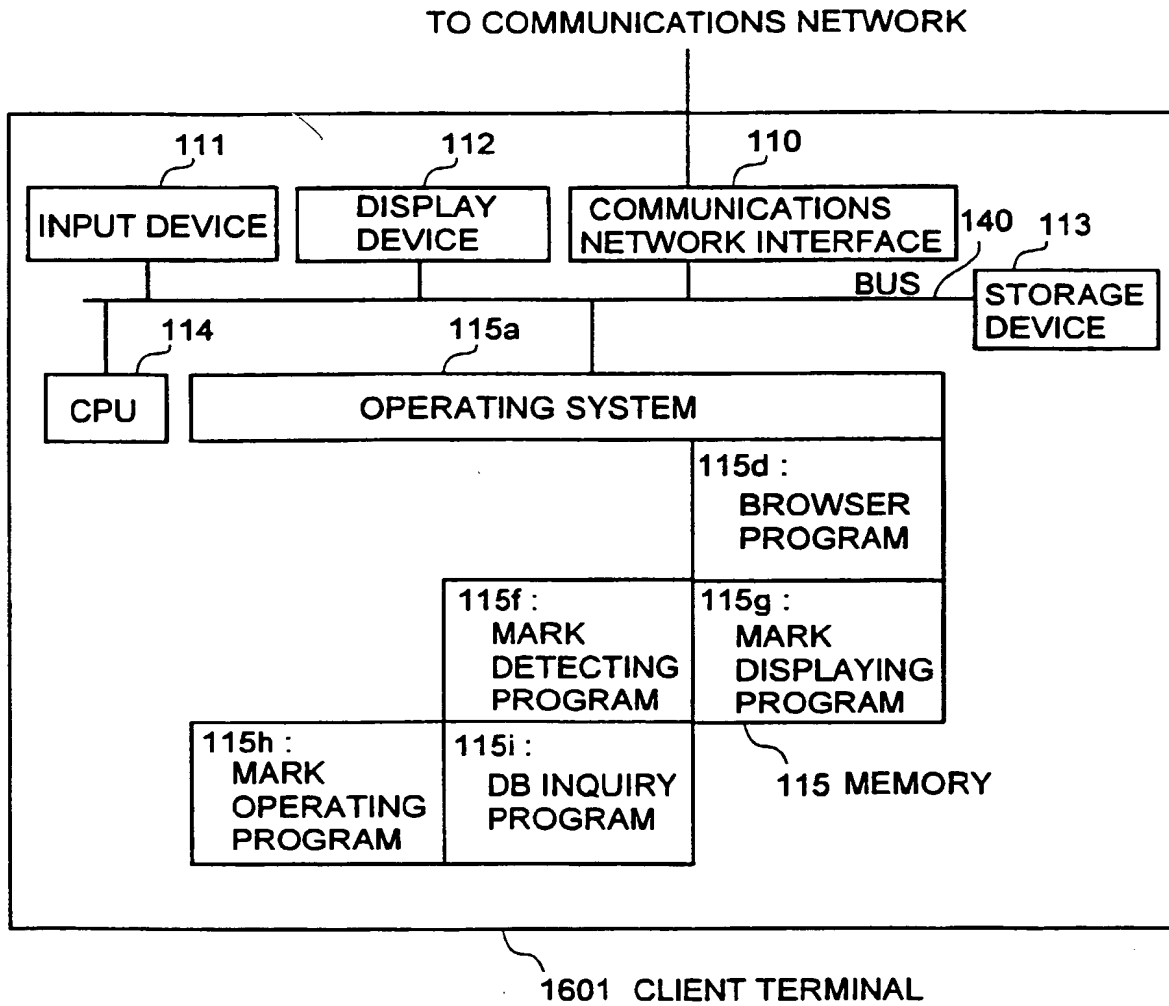 TO COMMUNICATIONS NETWORK
111
112
110
INPUT DEVICE
DISPLAY
DEVICE
COMMUNICATIONS
NETWORK INTERFACE
140
113
BUS
STORAGE
DEVICE
114
115a
CPU
OPERATING SYSTEM
115d :
BROWSER
PROGRAM
115f :
MARK
DETECTING
PROGRAM
115g :
MARK
DISPLAYING
PROGRAM
115h :
MARK
OPERATING
PROGRAM
115i :
DB INQUIRY
PROGRAM
115 MEMORY
1601 CLIENT TERMINAL